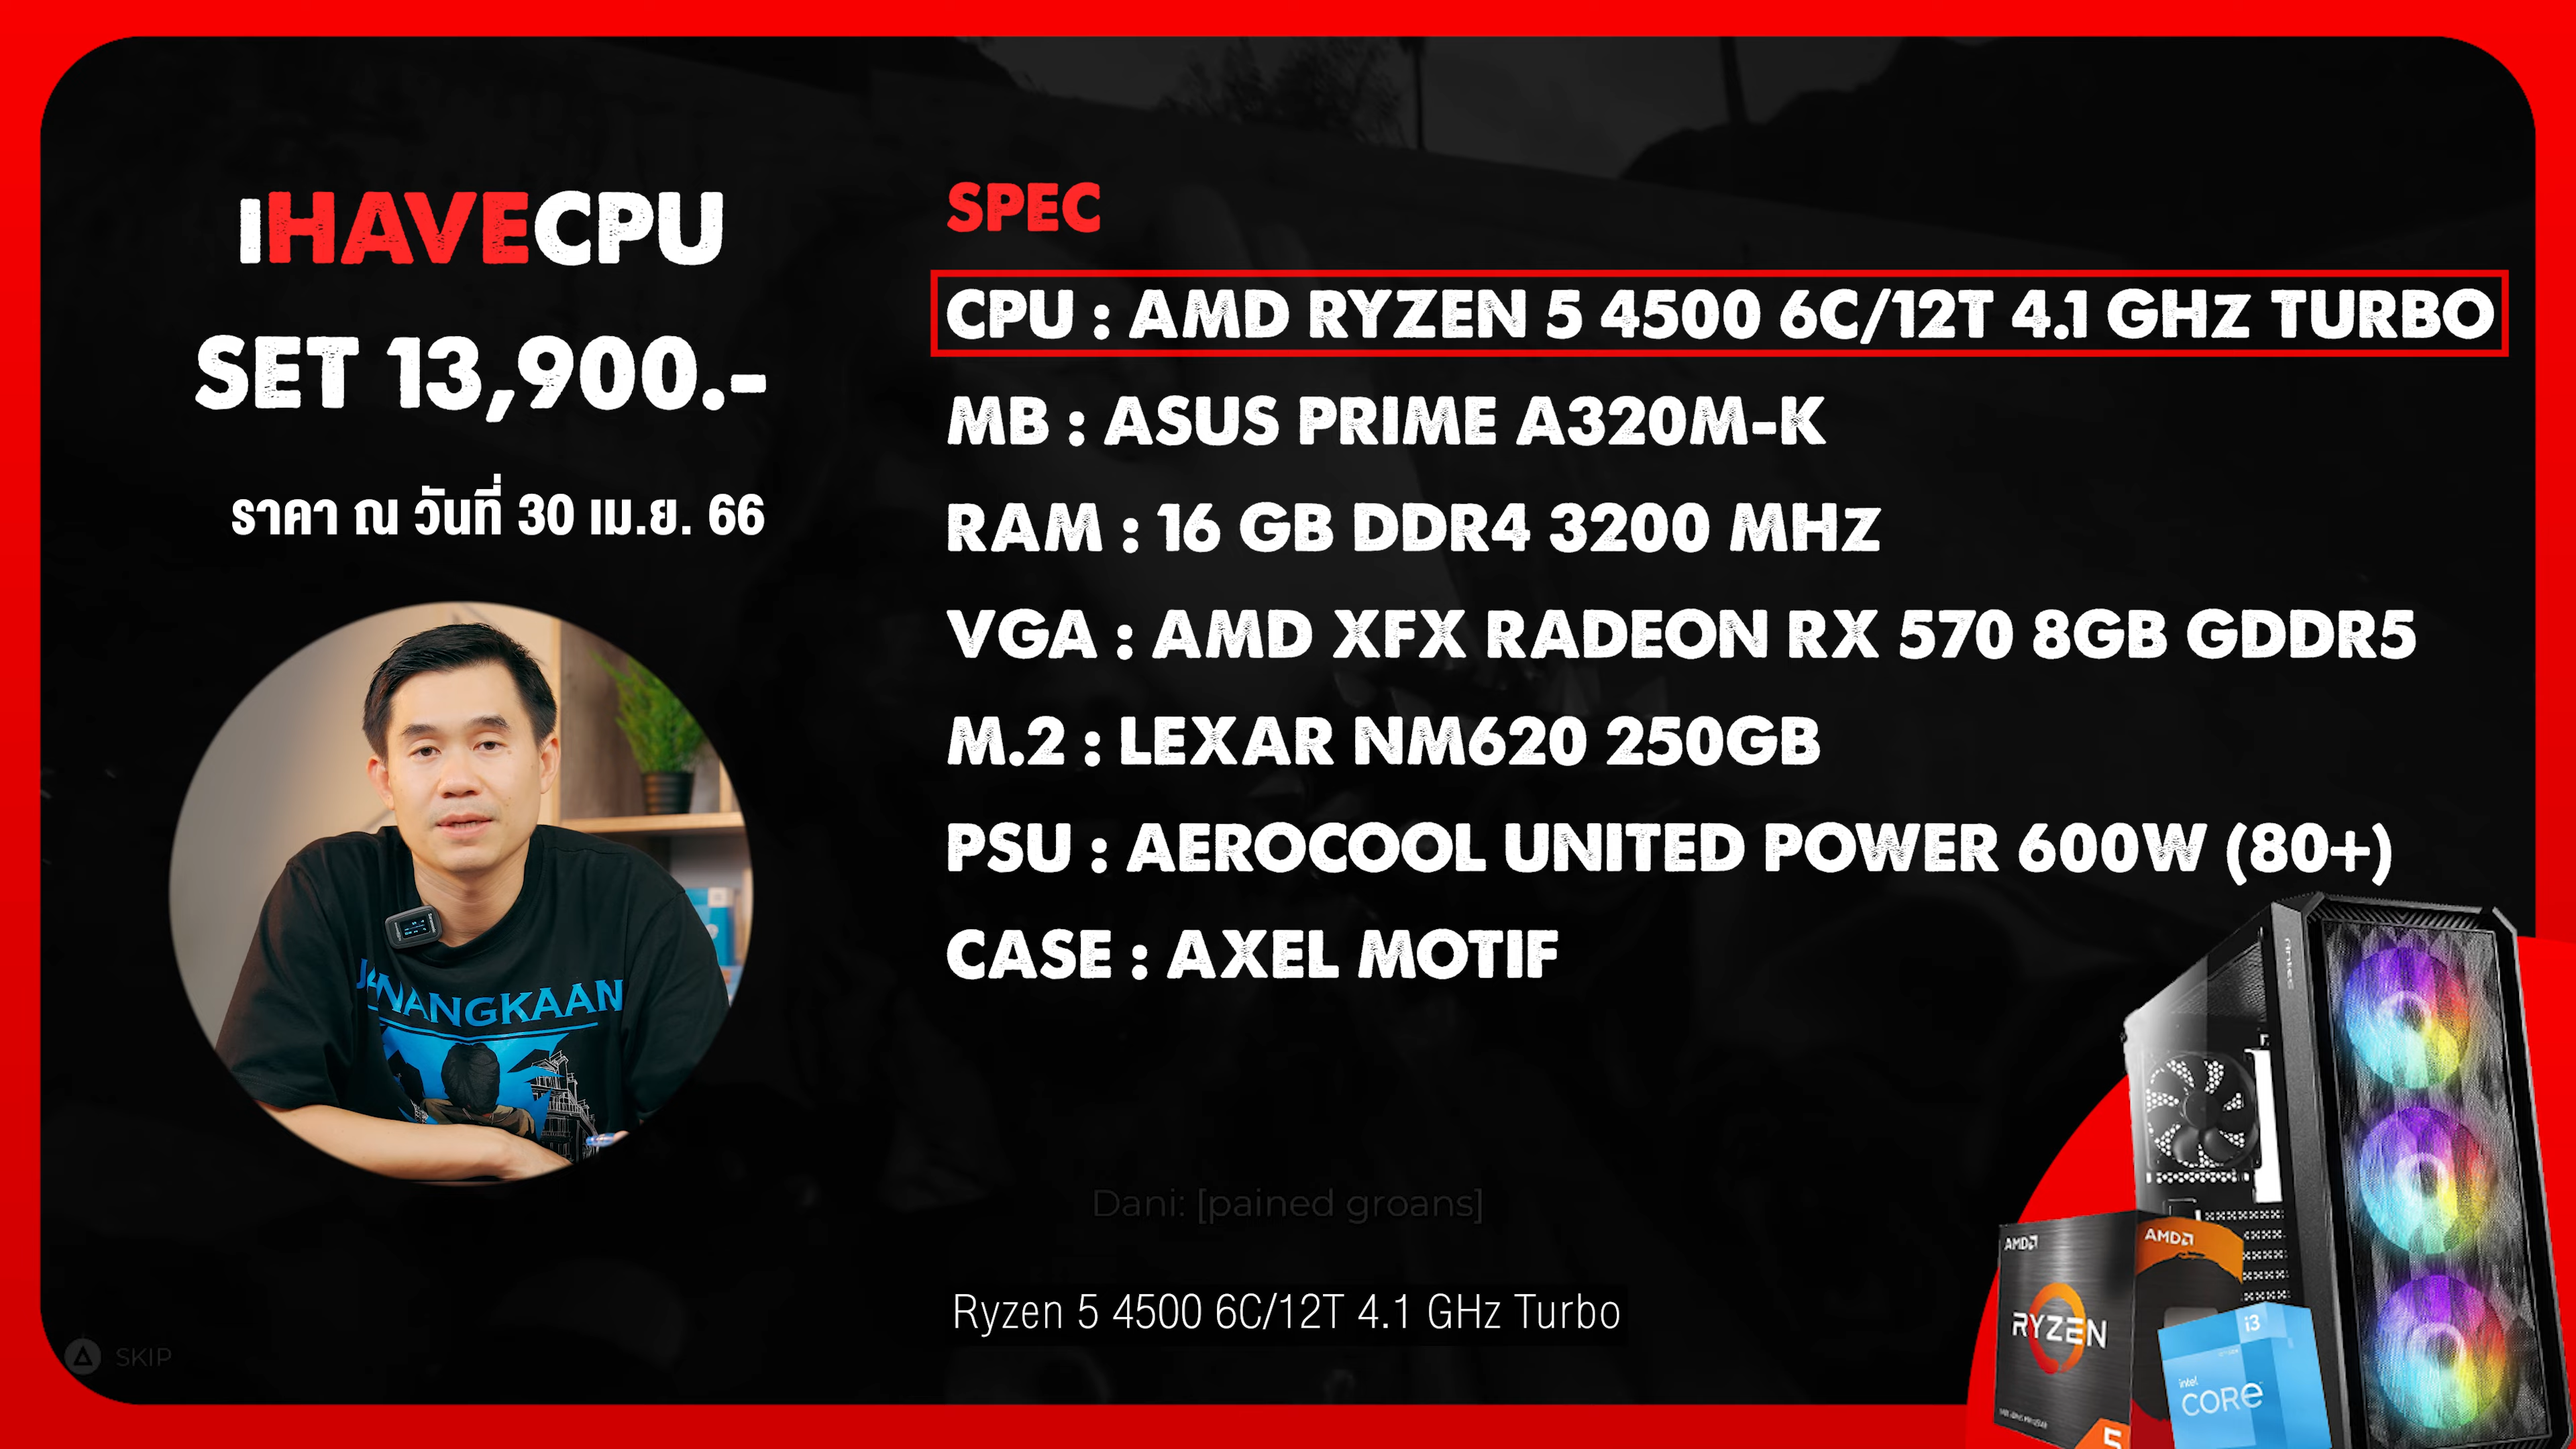 IHAVECPU
SET 13,900.-
ราคา ณ วันที่ 30 เม.ย. 66
JANANGKAAN
SPEC
CPU : AMD RYZEN 5 4500 6C/12T 4.1 GHZ TURBO
MB : ASUS PRIME A320M-K
RAM : 16 GB DDR4 3200 MHZ
VGA : AMD XFX RADEON RX 570 8GB GDDR5
M.2 : LEXAR NM620 250GB
PSU : AEROCOOL UNITED POWER 600W (80+)
CASE : AXEL MOTIF
Dani: [pained groans]
Ryzen 5 4500 6C/12T 4.1 GHz Turbo
SKIP
Antec
AMD
AMD
RYZEN
5
i3
intel
CORE